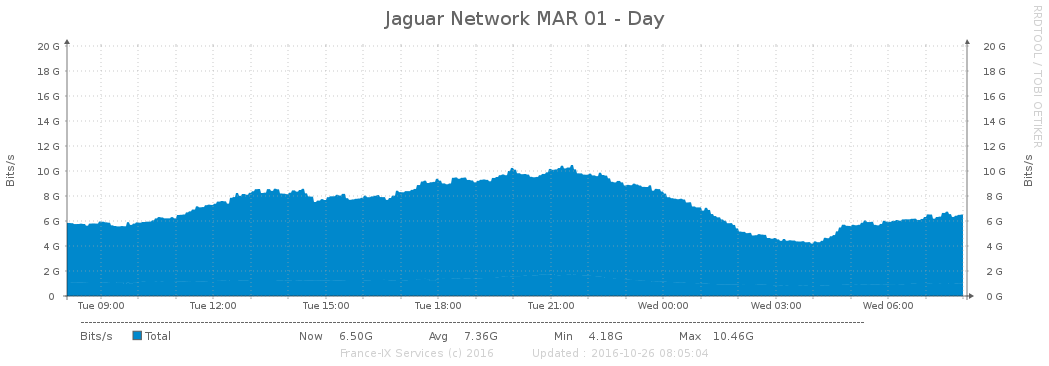 Jaguar Network MAR 01 - Day
RRDTOOL / TOBI OETIKER
Bits/s
20 G 20 G
18 G 18 G
16 G 16 G
14 G 14 G
12 G 12 G
10 G 10 G
8 G 8 G
6 G 6 G
4 G 4 G
2 G 2 G
0 0 G
Bits/s
Tue 09:00 Tue 12:00 Tue 15:00 Tue 18:00 Tue 21:00 Wed 00:00 Wed 03:00 Wed 06:00
Bits/s Total Now 6.50G Avg 7.36G Min 4.18G Max 10.46G
France-IX Services (c) 2016 Updated : 2016-10-26 08:05:04